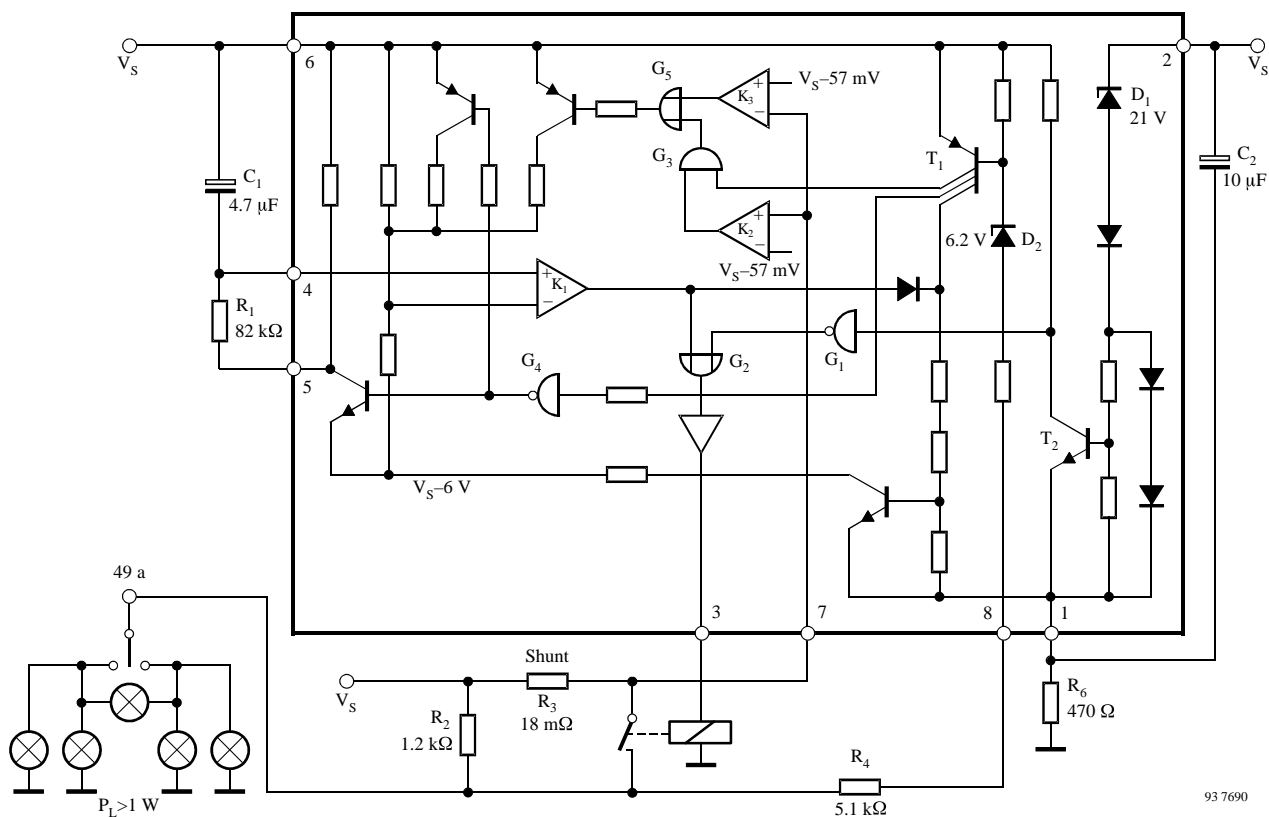 V_S
6
2
V_S
C_1
4.7 µF
4
R_1
82 kΩ
5
G_5
K_3
+
–
V_S–57 mV
G_3
K_2
+
–
V_S–57 mV
T_1
6.2 V
D_2
D_1
21 V
C_2
10 µF
K_1
+
–
G_4
G_2
G_1
T_2
V_S–6 V
49 a
3
7
8
1
Shunt
V_S
R_3
18 mΩ
R_2
1.2 kΩ
R_6
470 Ω
R_4
5.1 kΩ
P_L>1 W
93 7690